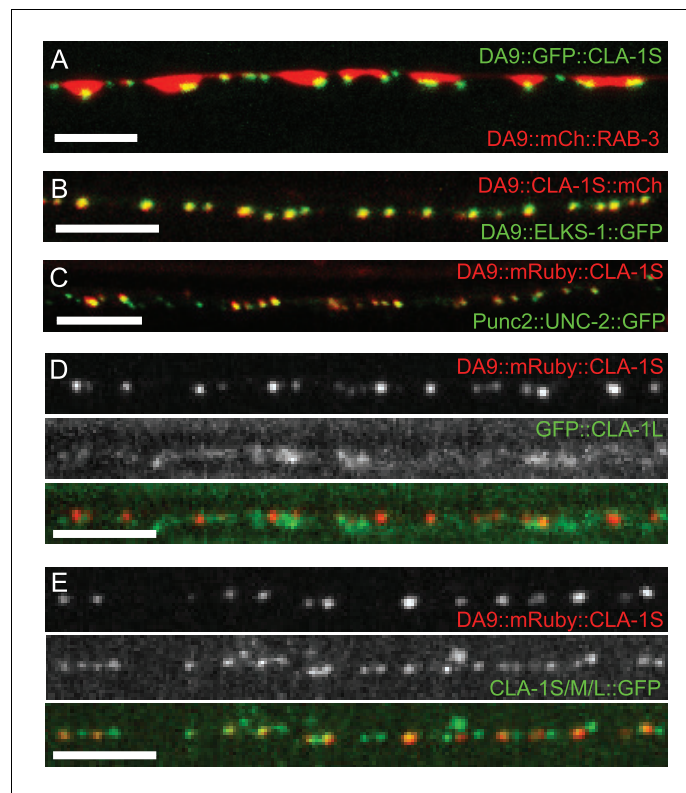 A
DA9::GFP::CLA-1S
DA9::mCh::RAB-3
B
DA9::CLA-1S::mCh
DA9::ELKS-1::GFP
C
DA9::mRuby::CLA-1S
Punc2::UNC-2::GFP
D
DA9::mRuby::CLA-1S
GFP::CLA-1L
E
DA9::mRuby::CLA-1S
CLA-1S/M/L::GFP